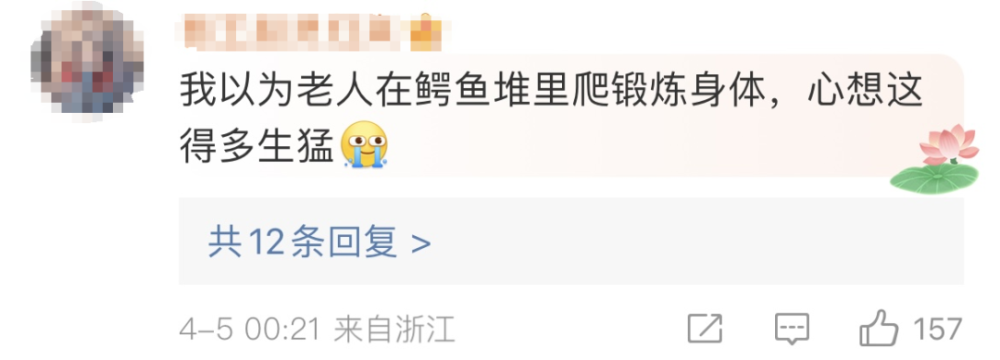 我以为老人在鳄鱼堆里爬锻炼身体，心想这
得多生猛
共12条回复 >
4-5 00:21 来自浙江
157